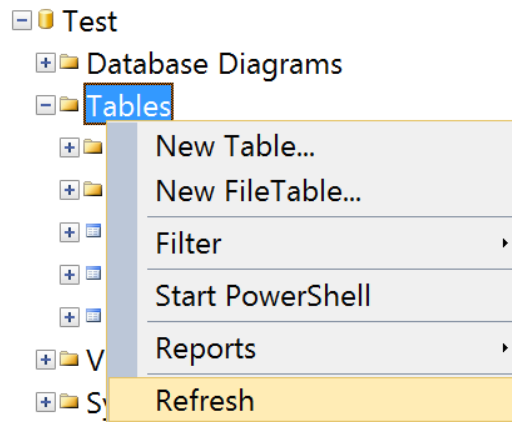 Test
Database Diagrams
Tables
New Table...
New FileTable...
Filter
Start PowerShell
Reports
V
Refresh